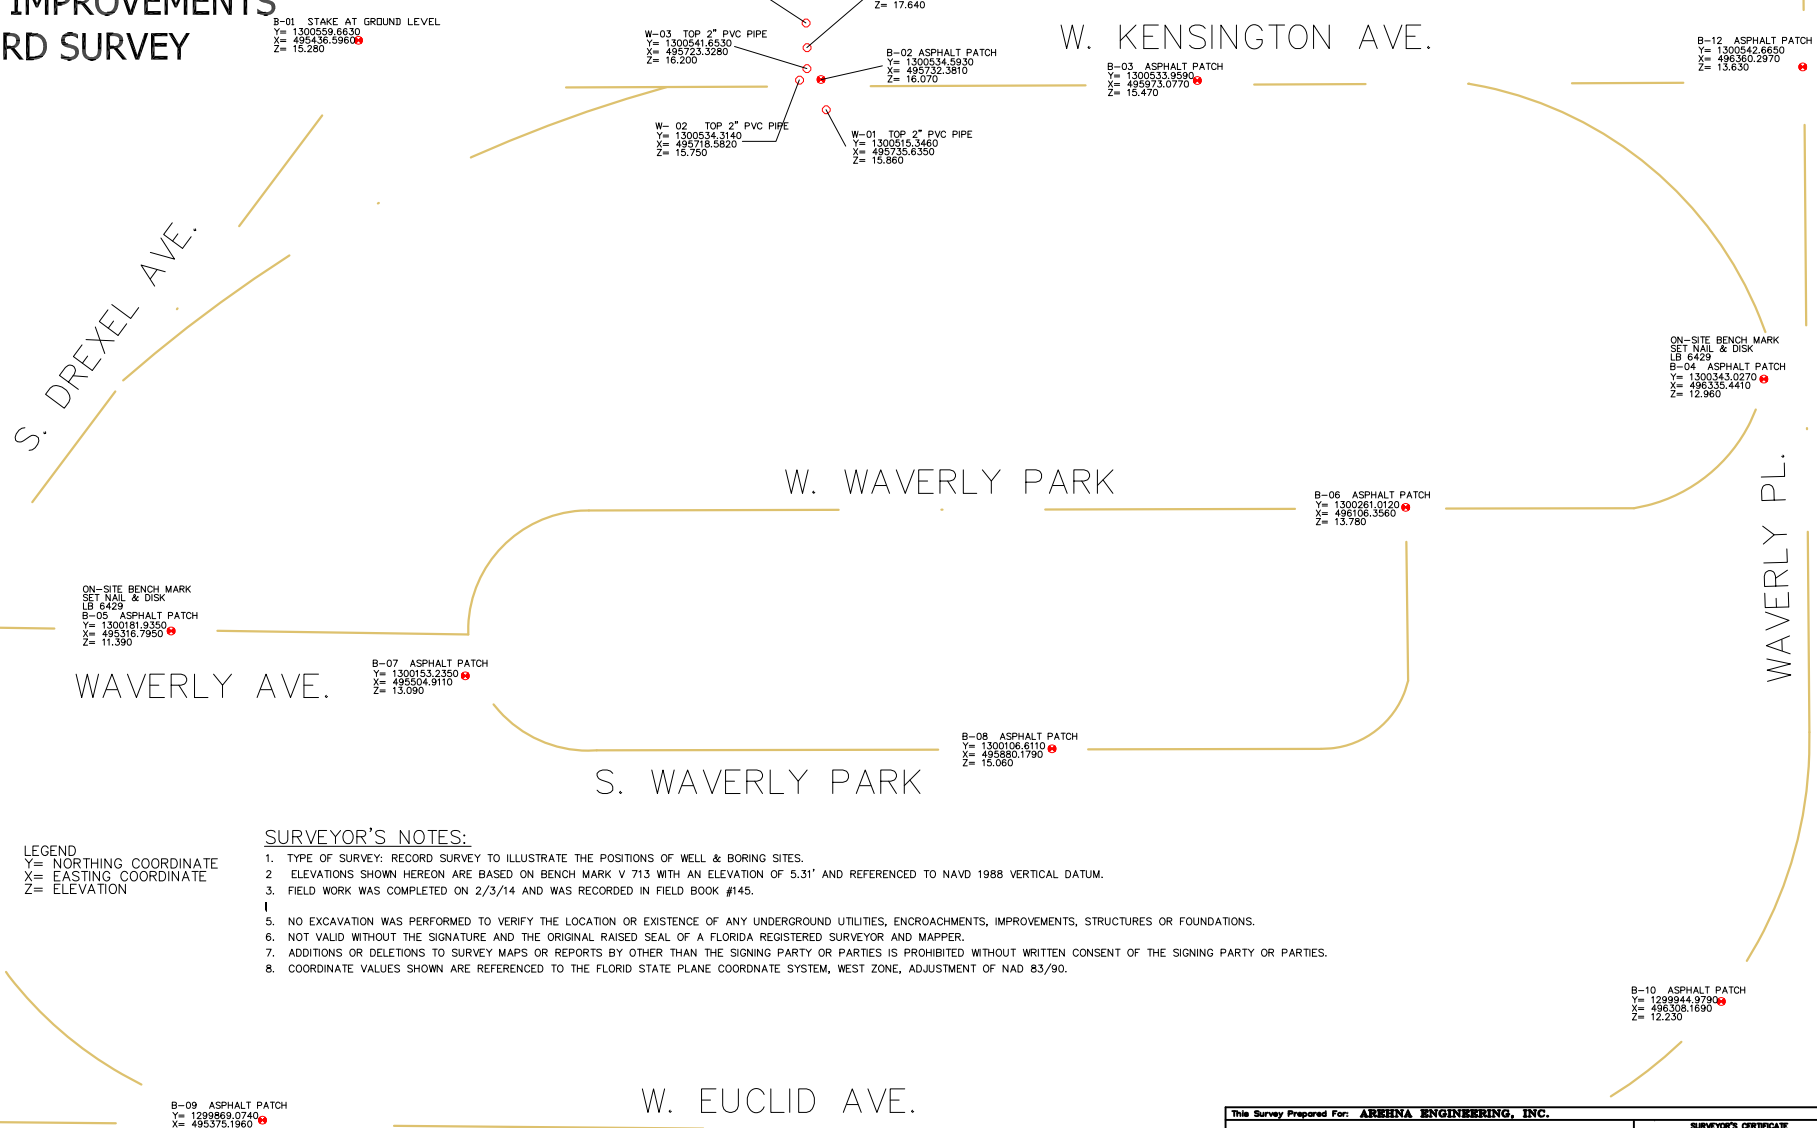 IMPROVEMENTS
RD SURVEY
B-01 STAKE AT GROUND LEVEL
Y= 1300559.6630
X= 495436.5960
Z= 15.280
Z= 17.640
W-03 TOP 2" PVC PIPE
Y= 1300541.6530
X= 495723.3280
Z= 16.200
B-02 ASPHALT PATCH
Y= 1300534.5930
X= 495732.3810
Z= 16.070
W. KENSINGTON AVE.
B-03 ASPHALT PATCH
Y= 1300533.9590
X= 495973.0770
Z= 15.470
B-12 ASPHALT PATCH
Y= 1300542.6650
X= 496360.2970
Z= 13.630
W- 02 TOP 2" PVC PIPE
Y= 1300534.3140
X= 495718.5820
Z= 15.750
W-01 TOP 2" PVC PIPE
Y= 1300515.3460
X= 495735.6350
Z= 15.860
S. DREXEL AVE.
ON-SITE BENCH MARK
SET NAIL & DISK
LB 6429
B-04 ASPHALT PATCH
Y= 1300343.0270
X= 496335.4410
Z= 12.960
W. WAVERLY PARK
B-06 ASPHALT PATCH
Y= 1300261.0120
X= 496106.3560
Z= 13.780
WAVERLY PL.
ON-SITE BENCH MARK
SET NAIL & DISK
LB 6429
B-05 ASPHALT PATCH
Y= 1300181.9350
X= 495316.7950
Z= 11.390
WAVERLY AVE.
B-07 ASPHALT PATCH
Y= 1300153.2350
X= 495504.9110
Z= 13.090
B-08 ASPHALT PATCH
Y= 1300106.6110
X= 495880.1790
Z= 15.060
S. WAVERLY PARK
LEGEND
Y= NORTHING COORDINATE
X= EASTING COORDINATE
Z= ELEVATION
SURVEYOR'S NOTES:
1. TYPE OF SURVEY: RECORD SURVEY TO ILLUSTRATE THE POSITIONS OF WELL & BORING SITES.
2 ELEVATIONS SHOWN HEREON ARE BASED ON BENCH MARK V 713 WITH AN ELEVATION OF 5.31' AND REFERENCED TO NAVD 1988 VERTICAL DATUM.
3. FIELD WORK WAS COMPLETED ON 2/3/14 AND WAS RECORDED IN FIELD BOOK #145.
5. NO EXCAVATION WAS PERFORMED TO VERIFY THE LOCATION OR EXISTENCE OF ANY UNDERGROUND UTILITIES, ENCROACHMENTS, IMPROVEMENTS, STRUCTURES OR FOUNDATIONS.
6. NOT VALID WITHOUT THE SIGNATURE AND THE ORIGINAL RAISED SEAL OF A FLORIDA REGISTERED SURVEYOR AND MAPPER.
7. ADDITIONS OR DELETIONS TO SURVEY MAPS OR REPORTS BY OTHER THAN THE SIGNING PARTY OR PARTIES IS PROHIBITED WITHOUT WRITTEN CONSENT OF THE SIGNING PARTY OR PARTIES.
8. COORDINATE VALUES SHOWN ARE REFERENCED TO THE FLORID STATE PLANE COORDNATE SYSTEM, WEST ZONE, ADJUSTMENT OF NAD 83/90.
B-10 ASPHALT PATCH
Y= 1299944.9790
X= 496308.1690
Z= 12.230
B-09 ASPHALT PATCH
Y= 1299869.0740
X= 495375.1960
W. EUCLID AVE.
This Survey Prepared For: AREHNA ENGINEERING, INC.
SURVEYOR'S CERTIFICATE